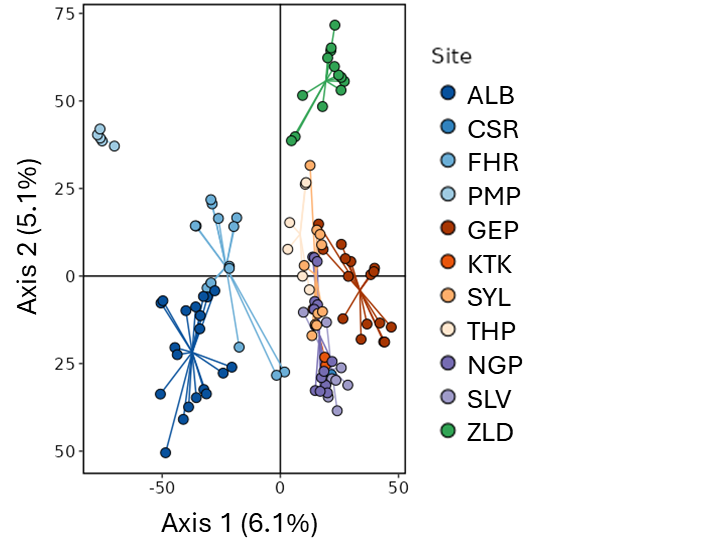 75
50
25
0
25
50
-50
0
50
Axis 2 (5.1%)
Axis 1 (6.1%)
Site
ALB
CSR
FHR
PMP
GEP
KTK
SYL
THP
NGP
SLV
ZLD